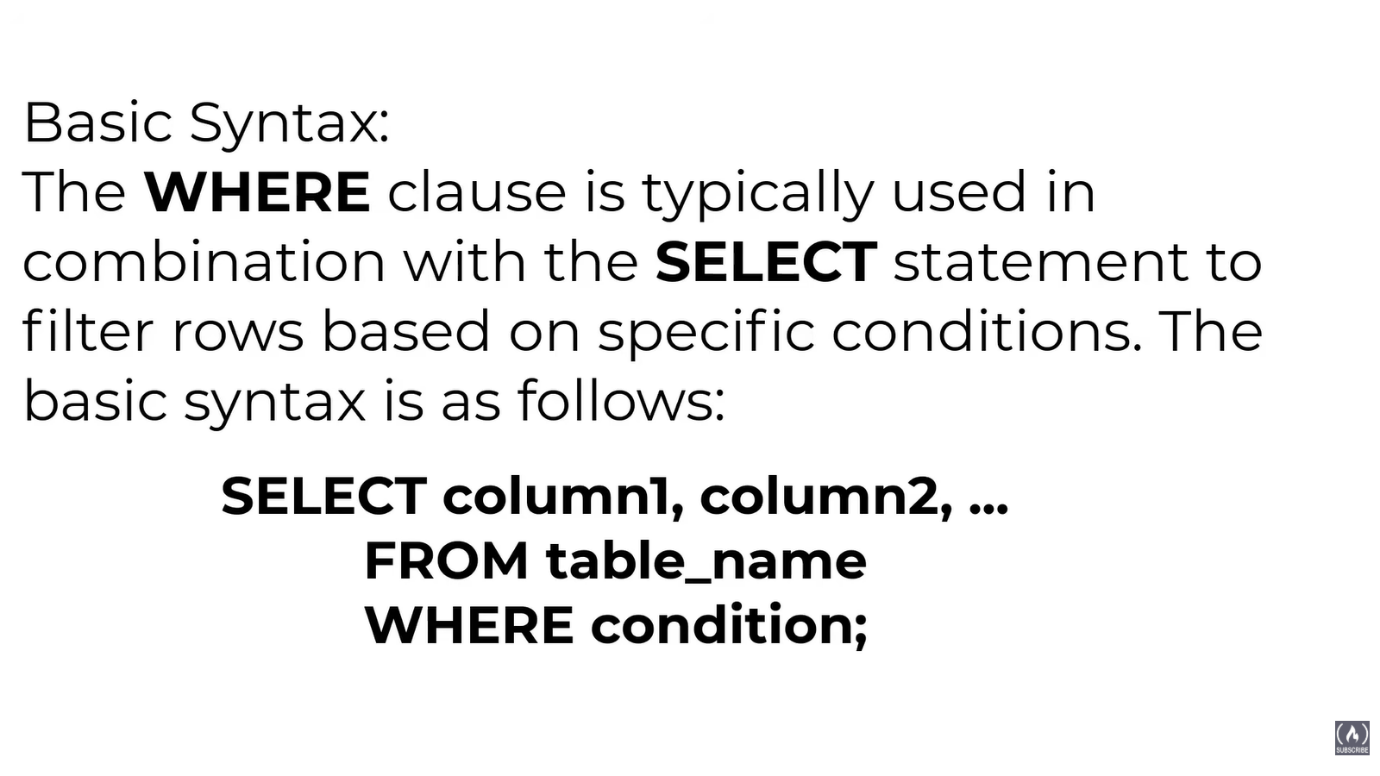 Basic Syntax:
The WHERE clause is typically used in
combination with the SELECT statement to
filter rows based on specific conditions. The
basic syntax is as follows:
SELECT column1, column2, ...
FROM table_name
WHERE condition;
SUBSCRIBE